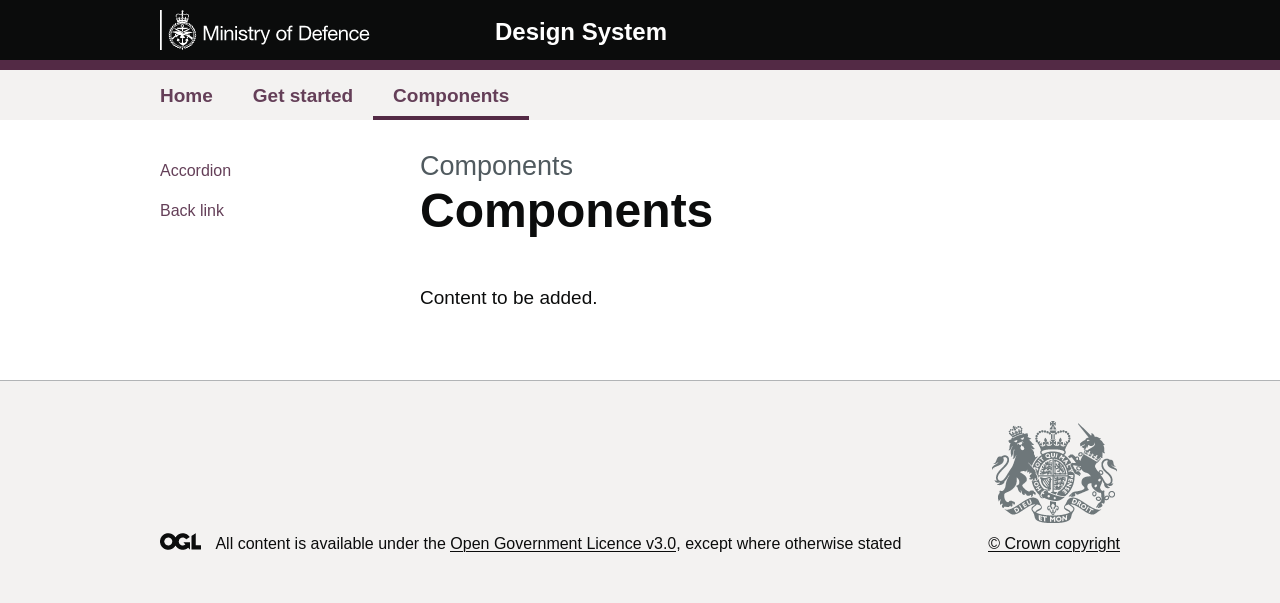 Ministry of Defence
Design System
Home
Get started
Components
Accordion
Back link
Components
Components
Content to be added.
OGL
All content is available under the Open Government Licence v3.0, except where otherwise stated
© Crown copyright